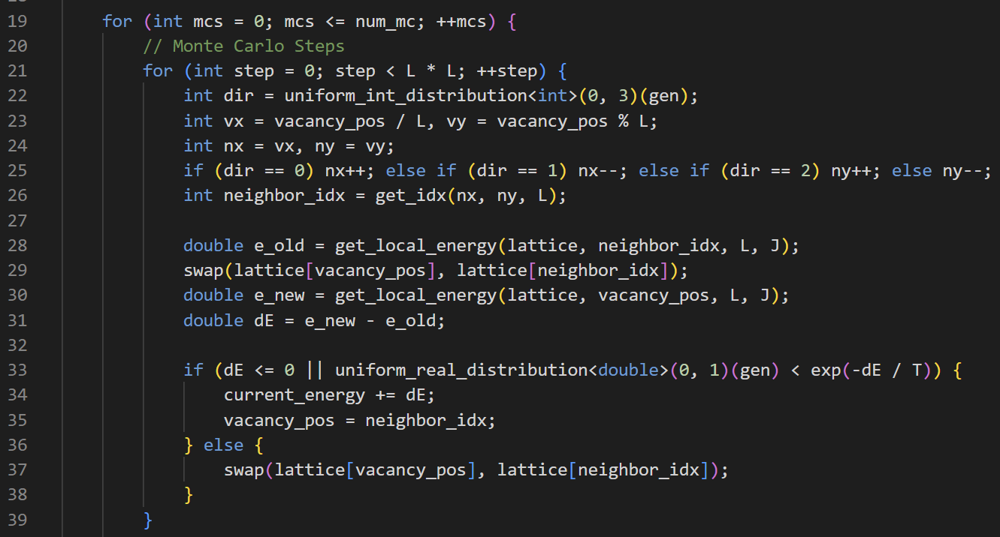 19 for (int mcs = 0; mcs <= num_mc; ++mcs) {
20 // Monte Carlo Steps
21 for (int step = 0; step < L * L; ++step) {
22 int dir = uniform_int_distribution<int>(0, 3)(gen);
23 int vx = vacancy_pos / L, vy = vacancy_pos % L;
24 int nx = vx, ny = vy;
25 if (dir == 0) nx++; else if (dir == 1) nx--; else if (dir == 2) ny++; else ny--;
26 int neighbor_idx = get_idx(nx, ny, L);
27
28 double e_old = get_local_energy(lattice, neighbor_idx, L, J);
29 swap(lattice[vacancy_pos], lattice[neighbor_idx]);
30 double e_new = get_local_energy(lattice, vacancy_pos, L, J);
31 double dE = e_new - e_old;
32
33 if (dE <= 0 || uniform_real_distribution<double>(0, 1)(gen) < exp(-dE / T)) {
34 current_energy += dE;
35 vacancy_pos = neighbor_idx;
36 } else {
37 swap(lattice[vacancy_pos], lattice[neighbor_idx]);
38 }
39 }